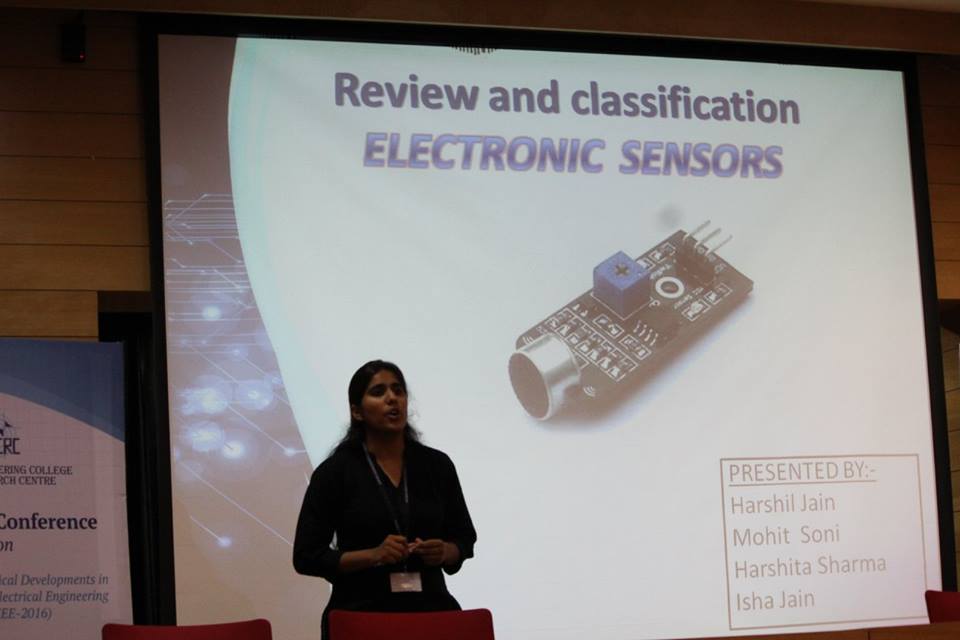 Review and classification
ELECTRONIC SENSORS
PRESENTED BY:-
Harshil Jain
Mohit Soni
Harshita Sharma
Isha Jain
ERING COLLEGE
RCH CENTRE
Conference
on
ical Developments in
lectrical Engineering
EE-2016)